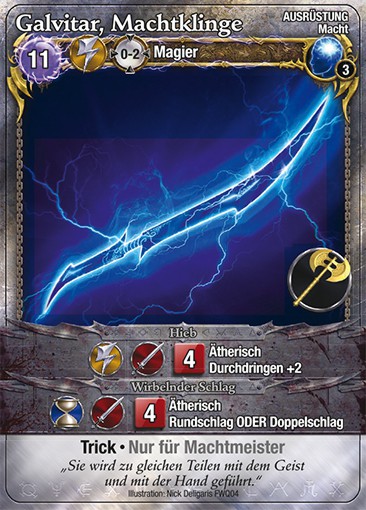 Galvitar, Machtklinge
AUSRÜSTUNG
Macht
11
0-2
Magier
3
Hieb
4
Ätherisch
Durchdringen +2
Wirbelnder Schlag
4
Ätherisch
Rundschlag ODER Doppelschlag
Trick • Nur für Machtmeister
„Sie wird zu gleichen Teilen mit dem Geist
und mit der Hand geführt.“
Illustration: Nick Deligaris FWQ04